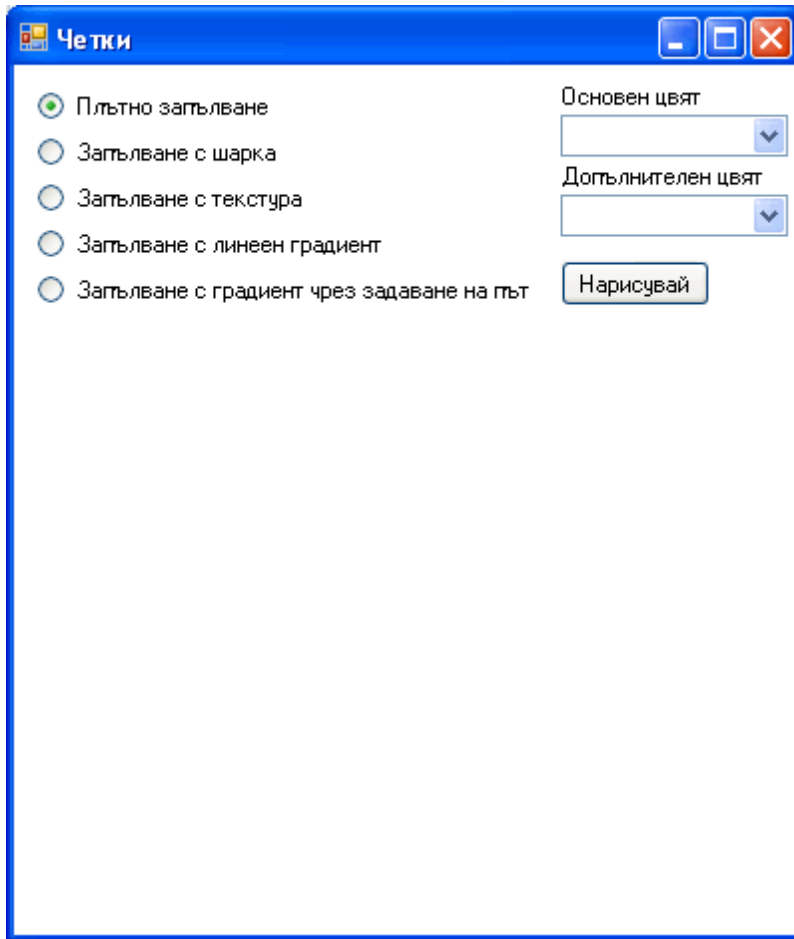 Четки
Плътно запълване
Запълване с шарка
Запълване с текстура
Запълване с линеен градиент
Запълване с градиент чрез задаване на път
Основен цвят
Допълнителен цвят
Нарисувай